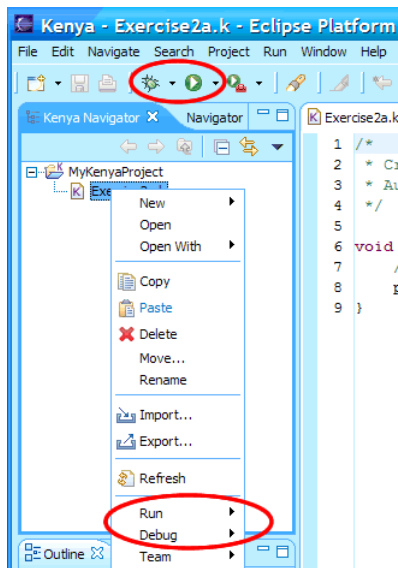 Kenya - Exercise2a.k - Eclipse Platform
File Edit Navigate Search Project Run Window Help
Kenya Navigator Navigator Exercise2a.k
MyKenyaProject
New
Open
Open With
Copy
Paste
Delete
Move...
Rename
Import...
Export...
Refresh
Run
Debug
Team
Outline
1 /*
2 * Cr
3 * Au
4 */
5
6 void
7 /
8 p
9 }